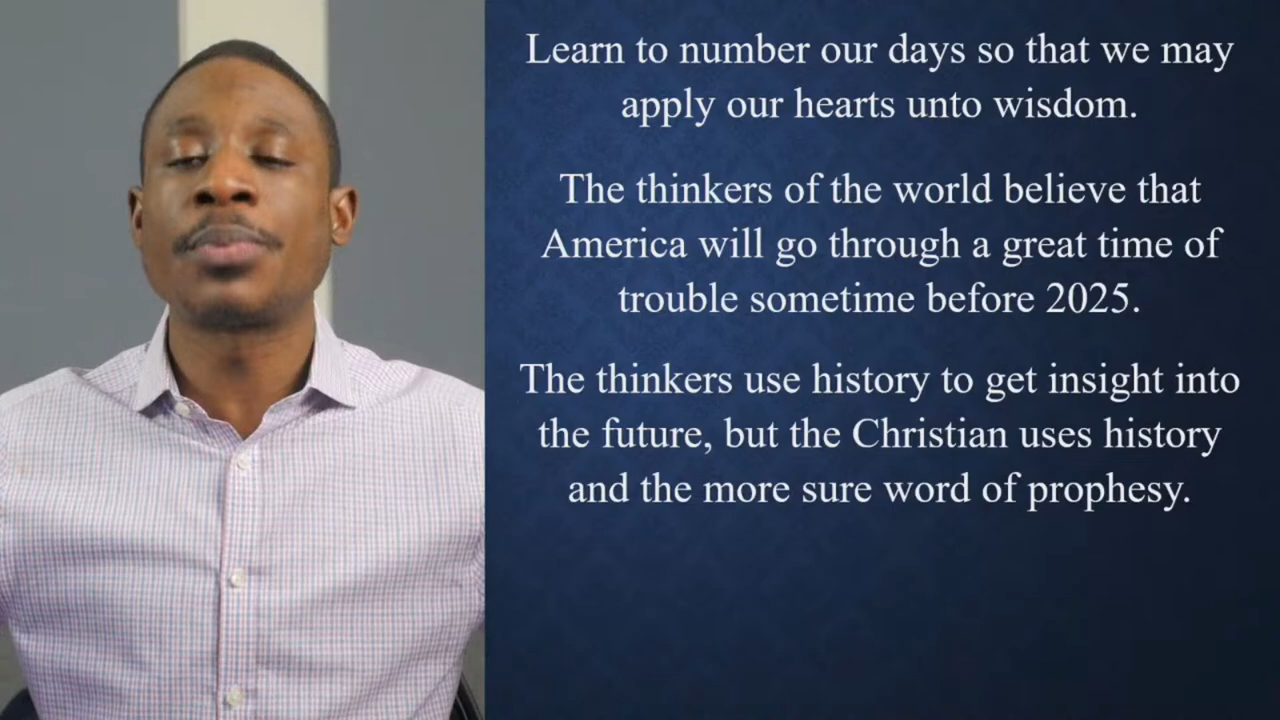 Learn to number our days so that we may
apply our hearts unto wisdom.
The thinkers of the world believe that
America will go through a great time of
trouble sometime before 2025.
The thinkers use history to get insight into
the future, but the Christian uses history
and the more sure word of prophesy.